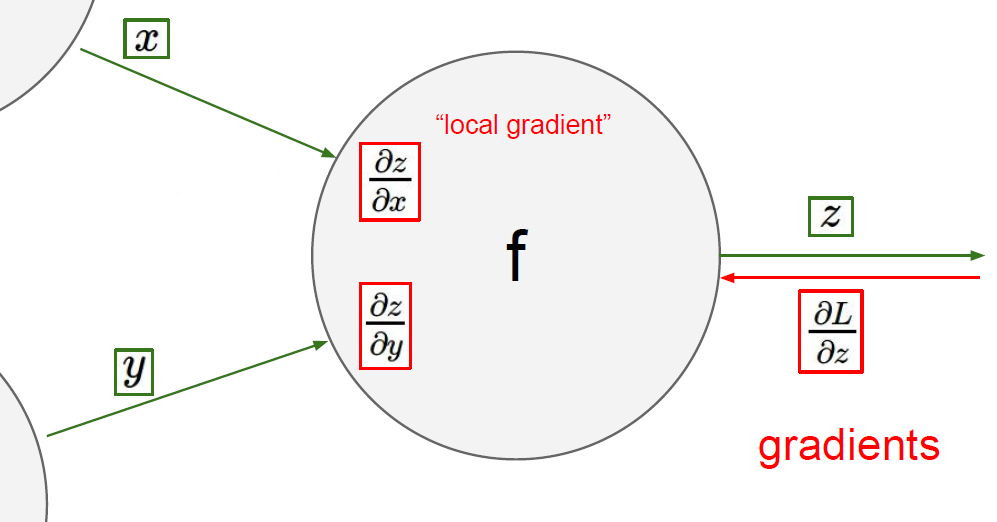 x
“local gradient”
∂z
∂x
z
f
∂z
∂y
∂L
∂z
y
gradients